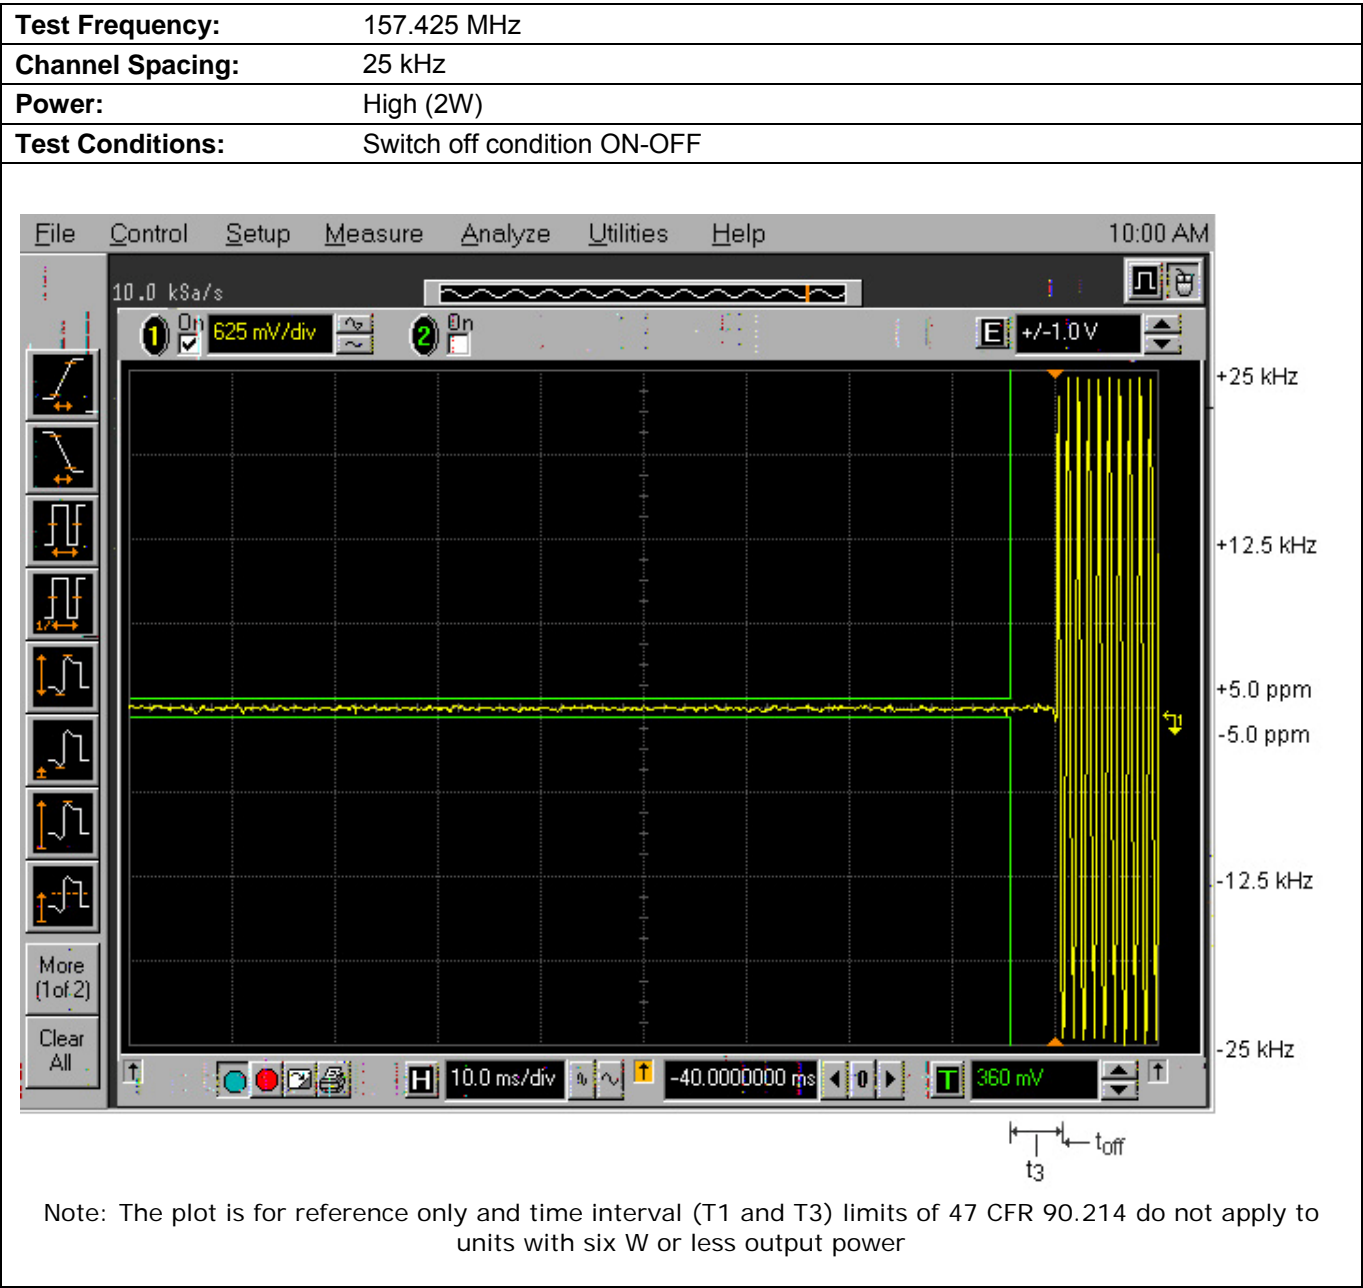 Test Frequency: 157.425 MHz
Channel Spacing: 25 kHz
Power: High (2W)
Test Conditions: Switch off condition ON-OFF
File Control Setup Measure Analyze Utilities Help 10:00 AM
10.0 kSa/s
1 On 625 mV/div 2 On E +/-1.0 V
+25 kHz
+12.5 kHz
+5.0 ppm
1
-5.0 ppm
-12.5 kHz
-25 kHz
1/
More
(1of 2)
Clear
All
H 10.0 ms/div -40.0000000 ms 0 T 360 mV
toff
t3
Note: The plot is for reference only and time interval (T1 and T3) limits of 47 CFR 90.214 do not apply to
units with six W or less output power